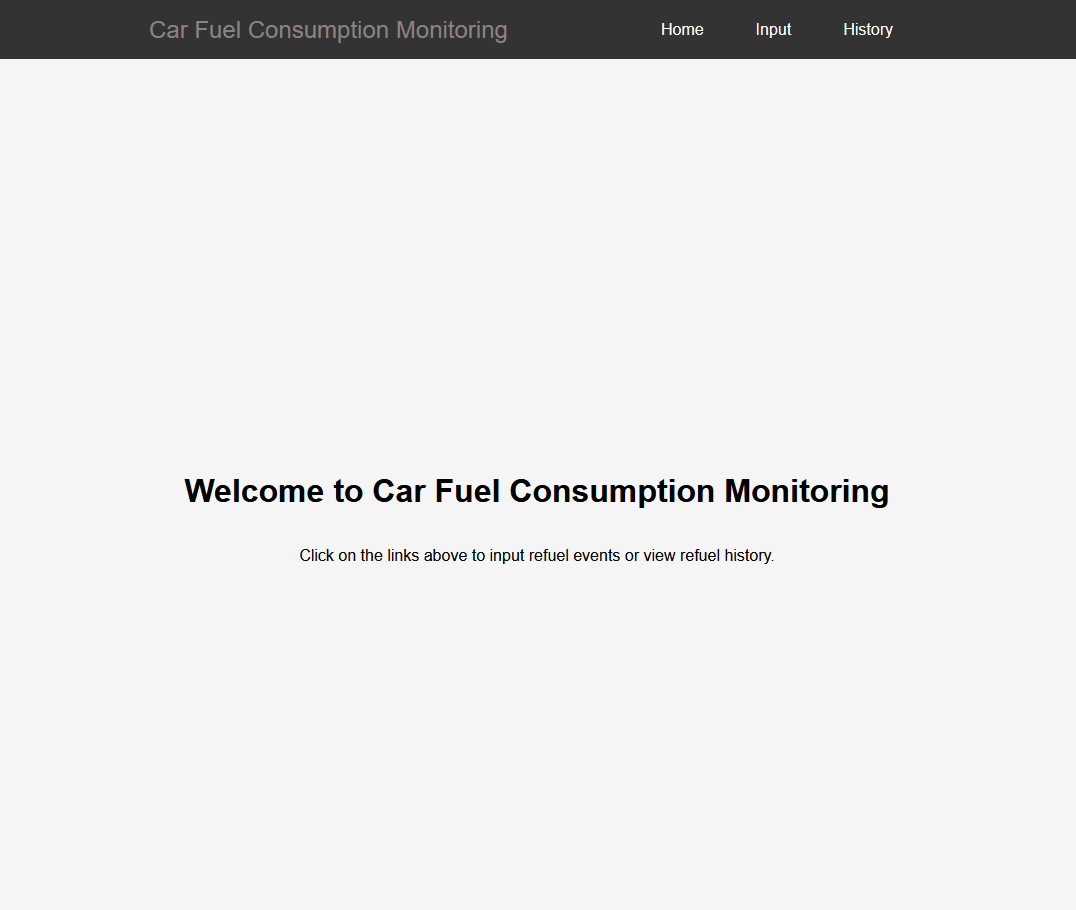 Car Fuel Consumption Monitoring Home Input History
Welcome to Car Fuel Consumption Monitoring
Click on the links above to input refuel events or view refuel history.